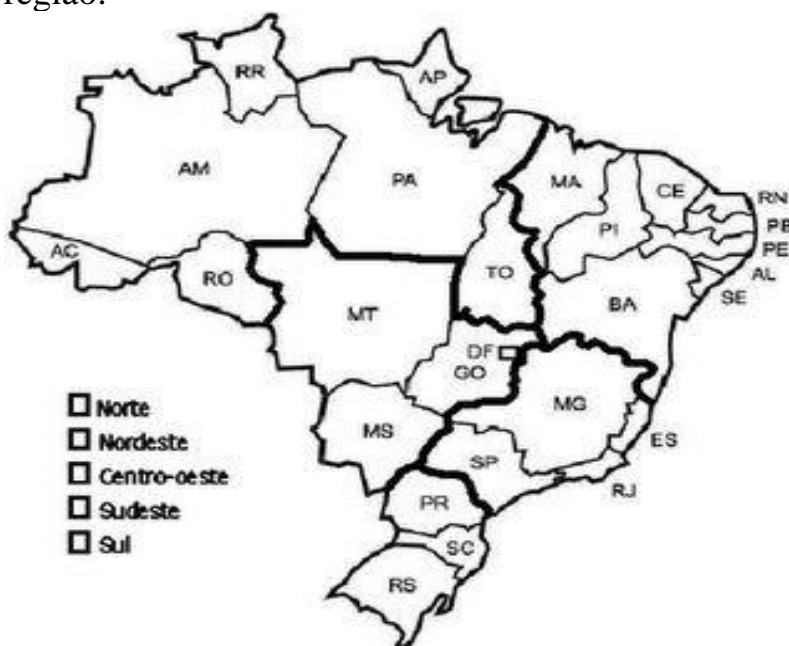 região.
RR
AP
AM
PA
MA
CE
RN
PB
PI
PE
AC
AL
RO
TO
SE
BA
MT
DF
GO
MG
Norte
Nordeste
MS
ES
Centro-oeste
SP
RJ
Sudeste
PR
Sul
SC
RS